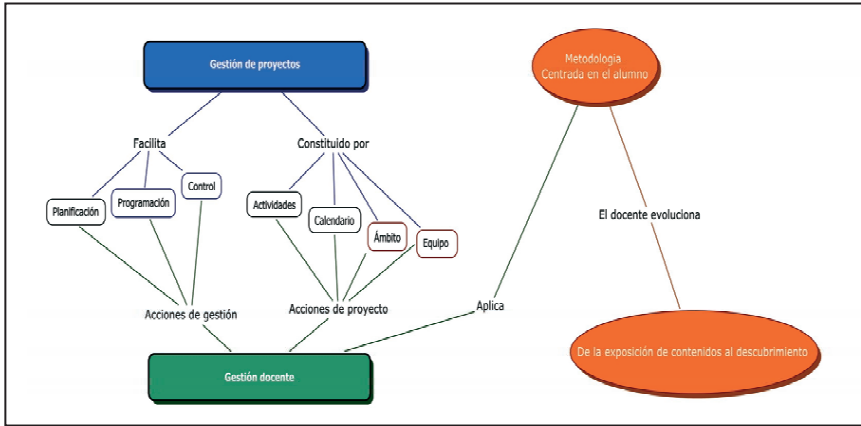 Gestión de proyectos
Metodología
Centrada en el alumno
Facilita
Constituido por
Planificación
Programación
Control
Actividades
Calendario
Ámbito
Equipo
El docente evoluciona
Acciones de gestión
Acciones de proyecto
Aplica
Gestión docente
De la exposición de contenidos al descubrimiento